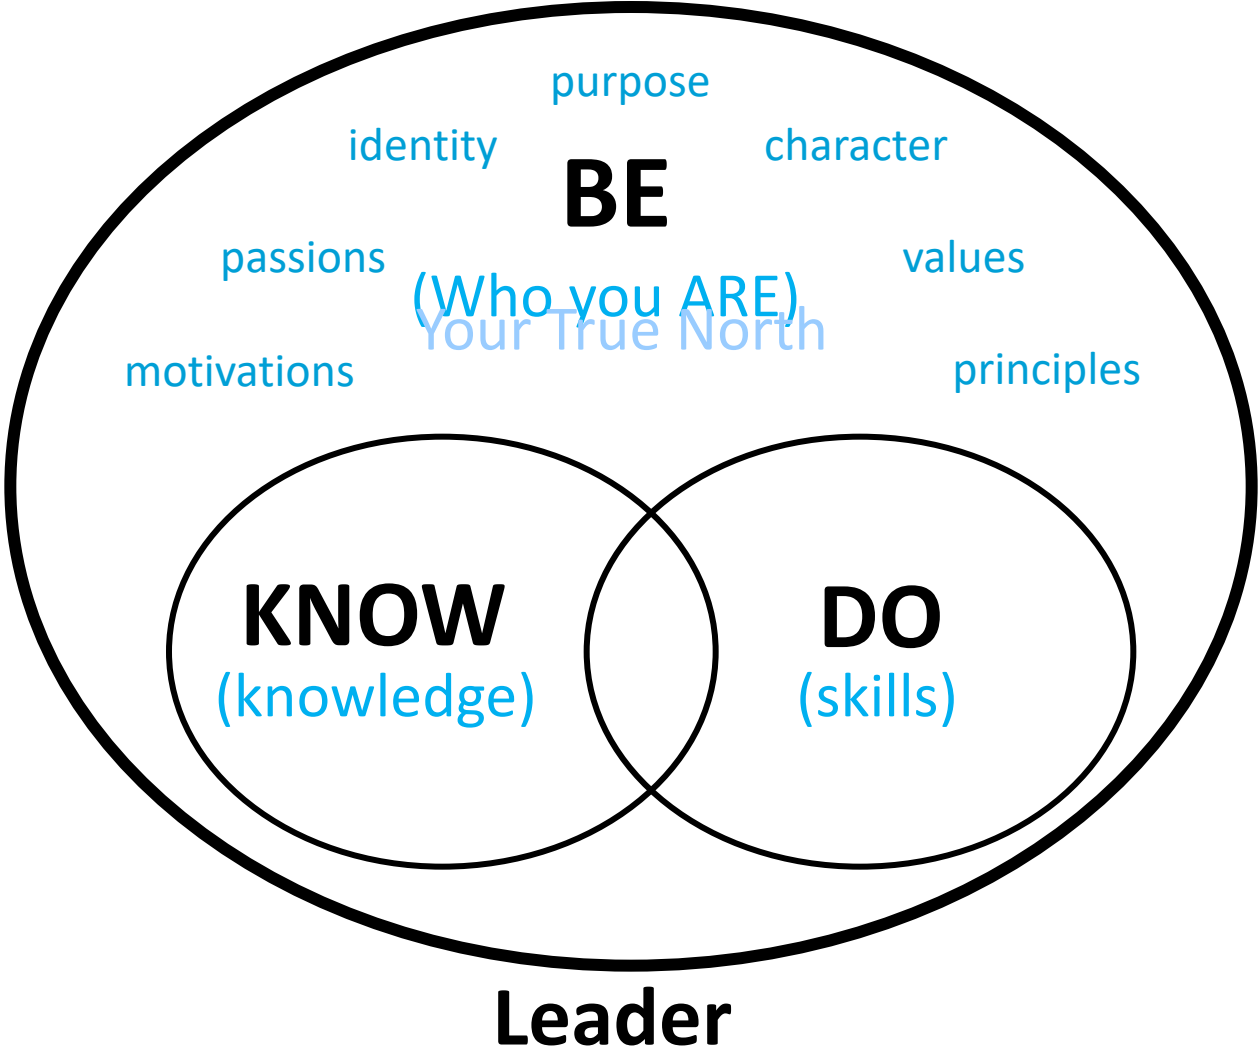 purpose
identity
character
BE
passions
values
(Who you ARE)
Your True North
motivations
principles
KNOW
DO
(knowledge)
(skills)
Leader